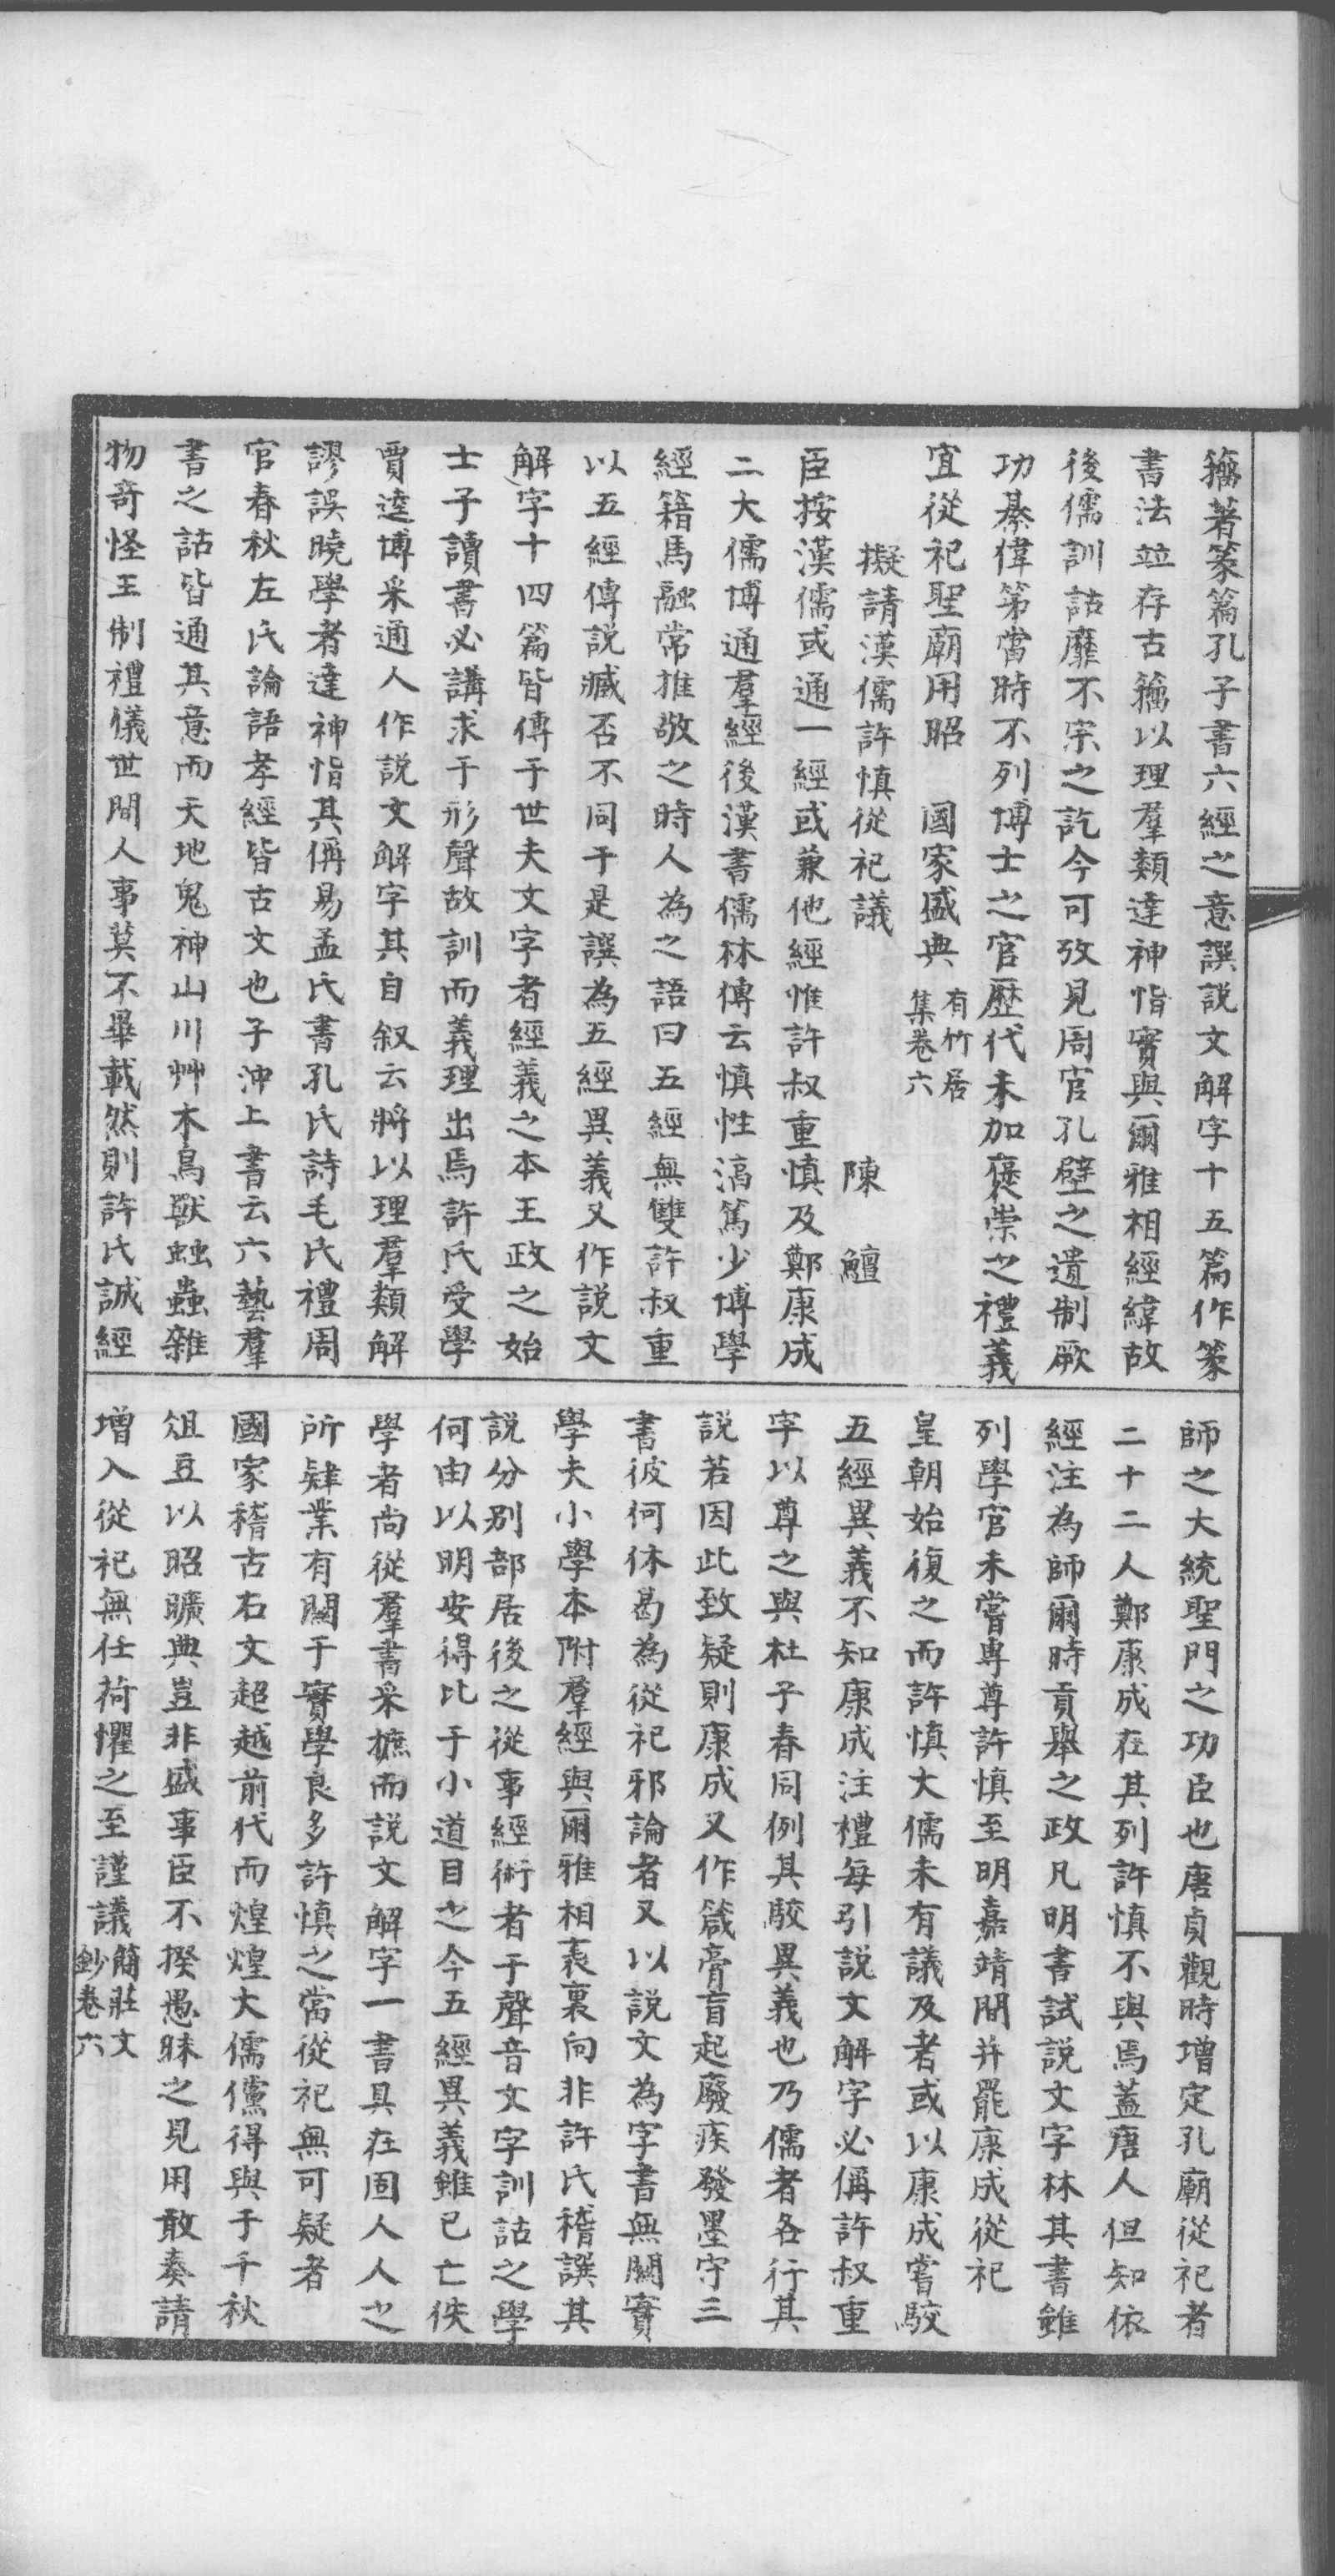 籒著篆篇孔子書六經之意譔説文解字十五篇作篆
書法竝存古籒以理羣類達神恉實與爾雅相經緯故
後儒訓詁靡不宗之訖今可攷見周官孔壁之遺制厥
功綦偉第當時不列博士之官歷代未加褒崇之禮義
宜從祀聖廟用昭　國家盛典有竹居
集卷六
擬請漢儒許慎從祀議　陳　鱣
臣按漢儒或通一經或兼他經惟許叔重慎及鄭康成
二大儒博通羣經後漢書儒林傳云慎性湻篤少博學
經籍馬融常推敬之時人為之語曰五經無雙許叔重
以五經傳説臧否不同于是譔為五經異義又作説文
解字十四篇皆傳于世夫文字者經義之本王政之始
士子讀書必講求于形聲故訓而義理出焉許氏受學
賈逵博采通人作説文解字其自叙云將以理羣類解
謬誤曉學者達神恉其偁易孟氏書孔氏詩毛氏禮周
官春秋左氏論語孝經皆古文也子沖上書云六藝羣
書之詁皆通其意而天地鬼神山川艸木鳥獸䖵蟲雜
物奇怪王制禮儀世間人事莫不畢載然則許氏誠經
師之大統聖門之功臣也唐貞觀時增定孔廟從祀者
二十二人鄭康成在其列許慎不與焉蓋唐人但知依
經注為師爾時貢舉之政凡明書試説文字林其書雖
列學官未嘗專尊許慎至明嘉靖間并罷康成從祀
皇朝始復之而許慎大儒未有議及者或以康成嘗駮
五經異義不知康成注禮每引説文解字必偁許叔重
字以尊之與杜子春同例其駮異義也乃儒者各行其
説若因此致疑則康成又作箴膏肓起廢疾發墨守三
書彼何休曷為從祀邪論者又以説文為字書無關實
學夫小學本附羣經與爾雅相表裏向非許氏稽譔其
説分别部居後之從事經術者于聲音文字訓詁之學
何由以明安得比于小道目之今五經異義雖已亡佚
學者尚從羣書采摭而説文解字一書具在固人人之
所肄業有關于實學良多許慎之當從祀無可疑者
國家稽古右文超越前代而煌煌大儒儻得與于千秋
俎豆以昭曠典豈非盛事臣不揆愚昧之見用敢奏請
增入從祀無任荷懼之至謹議簡莊文
鈔卷六